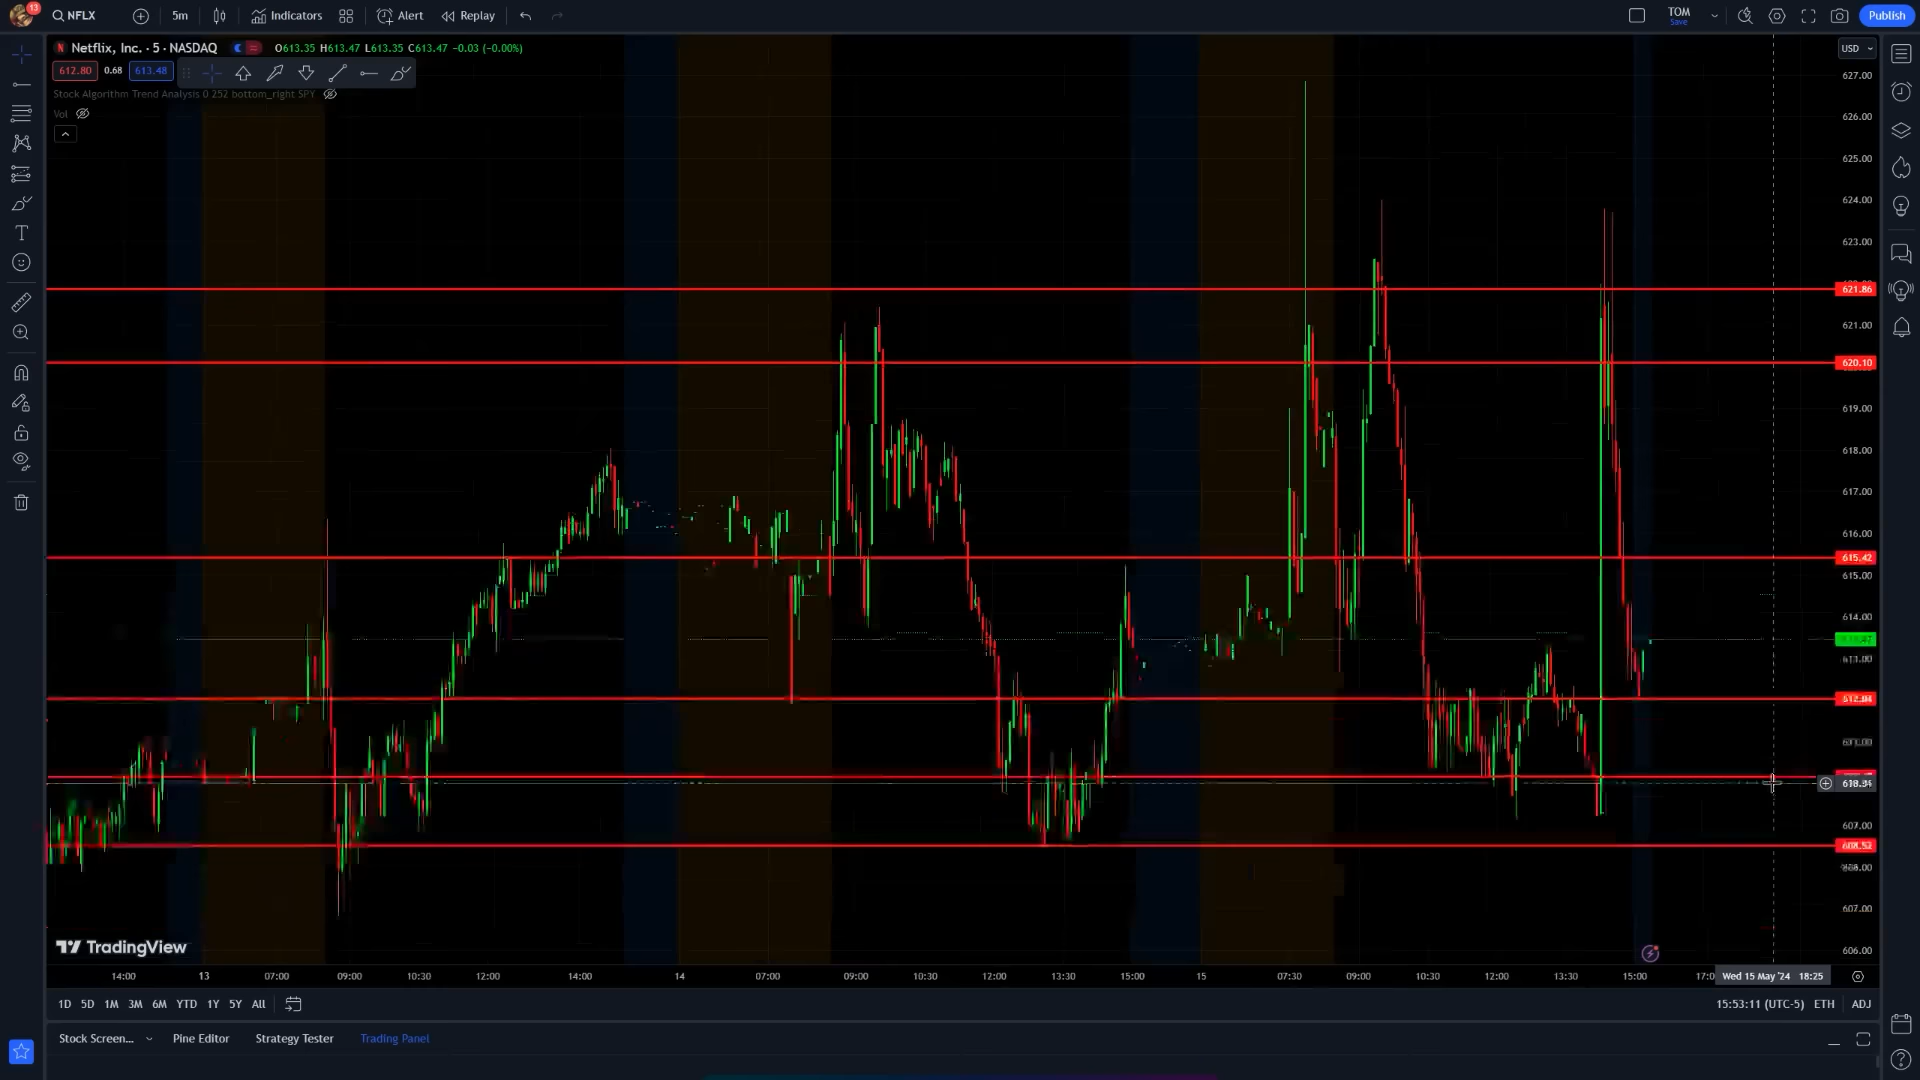 13
NFLX
5m
Indicators
Alert
Replay
TOM
Save
Publish
Netflix, Inc. · 5 · NASDAQ
O613.35 H613.47 L613.35 C613.47 −0.03 (−0.00%)
USD
612.80 0.68 613.48
Stock Algorithm Trend Analysis 0 252 bottom_right SPY
Vol
627.00
626.00
625.00
624.00
623.00
621.86
621.00
620.10
619.00
618.00
617.00
616.00
615.42
615.00
614.00
607.00
607.00
606.00
TradingView
14:00 13 07:00 09:00 10:30 12:00 14:00 14 07:00 09:00 10:30 12:00 13:30 15:00 15 07:30 09:00 10:30 12:00 13:30 15:00 17:0 Wed 15 May '24 18:25
1D 5D 1M 3M 6M YTD 1Y 5Y All
15:53:11 (UTC-5) ETH ADJ
Stock Screen... Pine Editor Strategy Tester Trading Panel